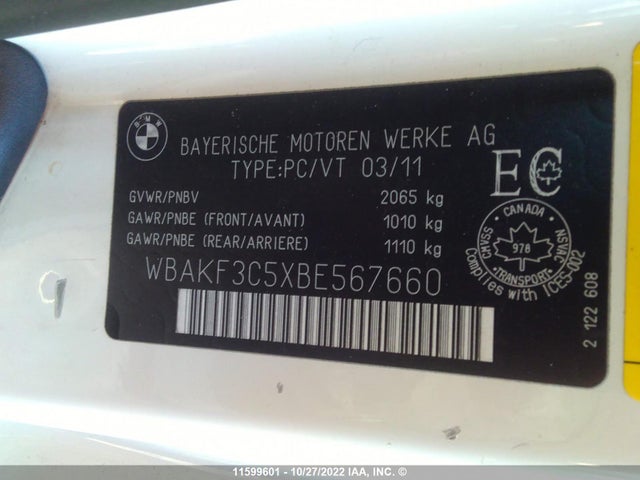 BMW
BAYERISCHE MOTOREN WERKE AG
TYPE:PC/VT 03/11
GVWR/PNBV 2065 kg
GAWR/PNBE (FRONT/AVANT) 1010 kg
GAWR/PNBE (REAR/ARRIERE) 1110 kg
WBAKF3C5XBE567660
EC
CANADA
CMVSS
978
NSVAC
TRANSPORT
Complies with ICES-002
2 122 608
11599601 - 10/27/2022 IAA, INC. ©